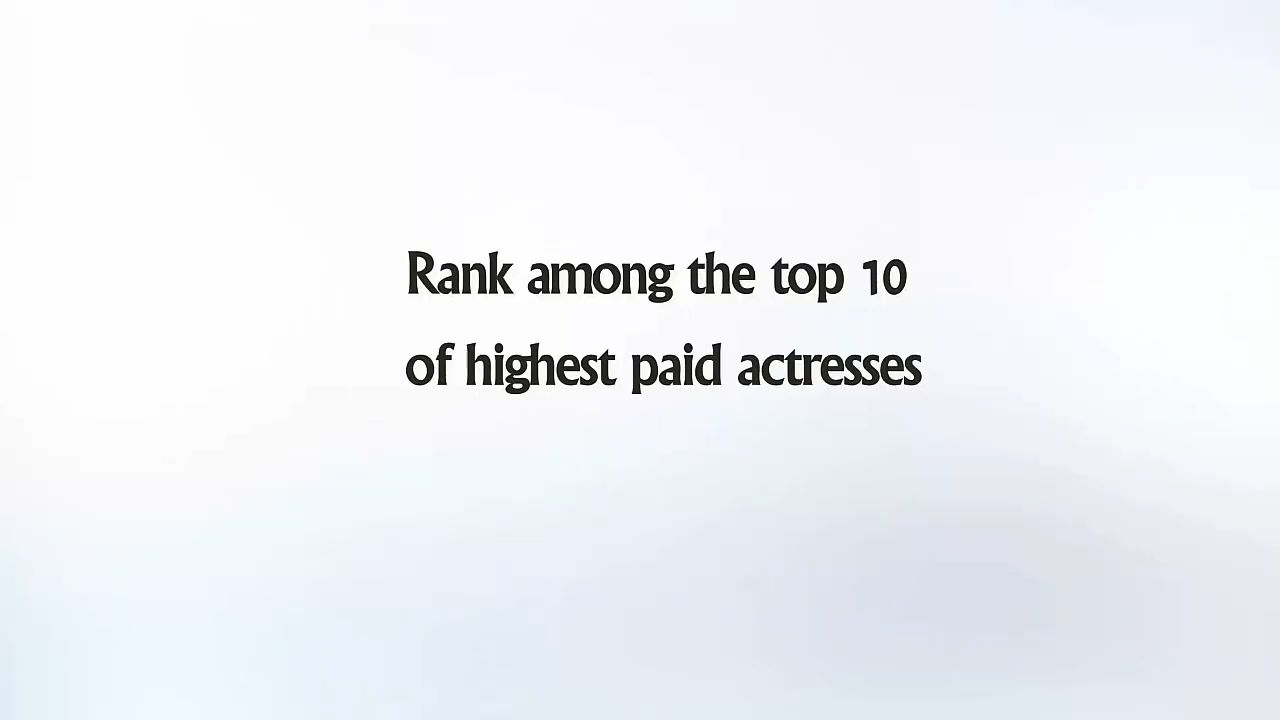 Rank among the top 10
of highest paid actresses